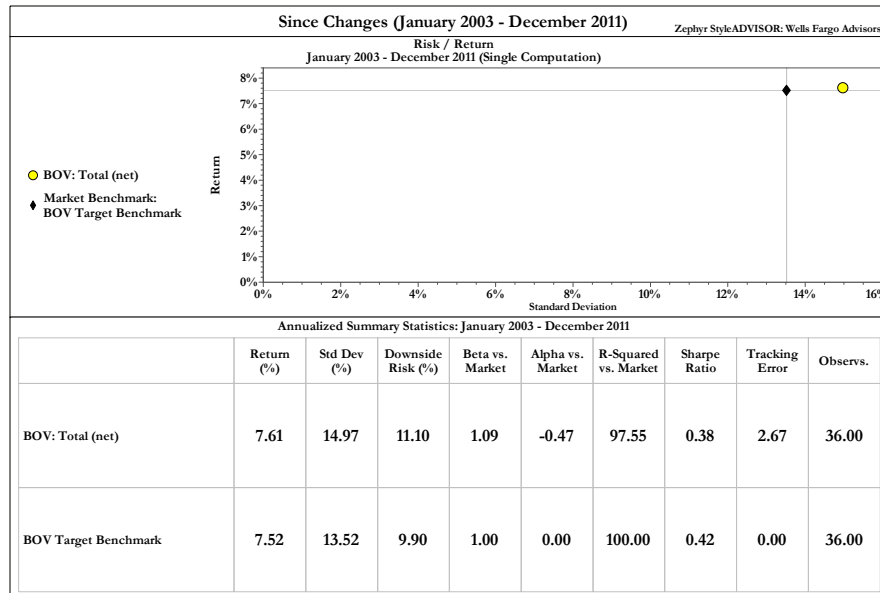 Since Changes (January 2003 - December 2011)
Zephyr StyleADVISOR: Wells Fargo Advisors
Risk / Return
January 2003 - December 2011 (Single Computation)
BOV: Total (net)
Market Benchmark:
BOV Target Benchmark
Return
8%
7%
6%
5%
4%
3%
2%
1%
0%
0% 2% 4% 6% 8% 10% 12% 14% 16%
Standard Deviation
Annualized Summary Statistics: January 2003 - December 2011
Return (%) Std Dev (%) Downside Risk (%) Beta vs. Market Alpha vs. Market R-Squared vs. Market Sharpe Ratio Tracking Error Observs.
BOV: Total (net) 7.61 14.97 11.10 1.09 -0.47 97.55 0.38 2.67 36.00
BOV Target Benchmark 7.52 13.52 9.90 1.00 0.00 100.00 0.42 0.00 36.00